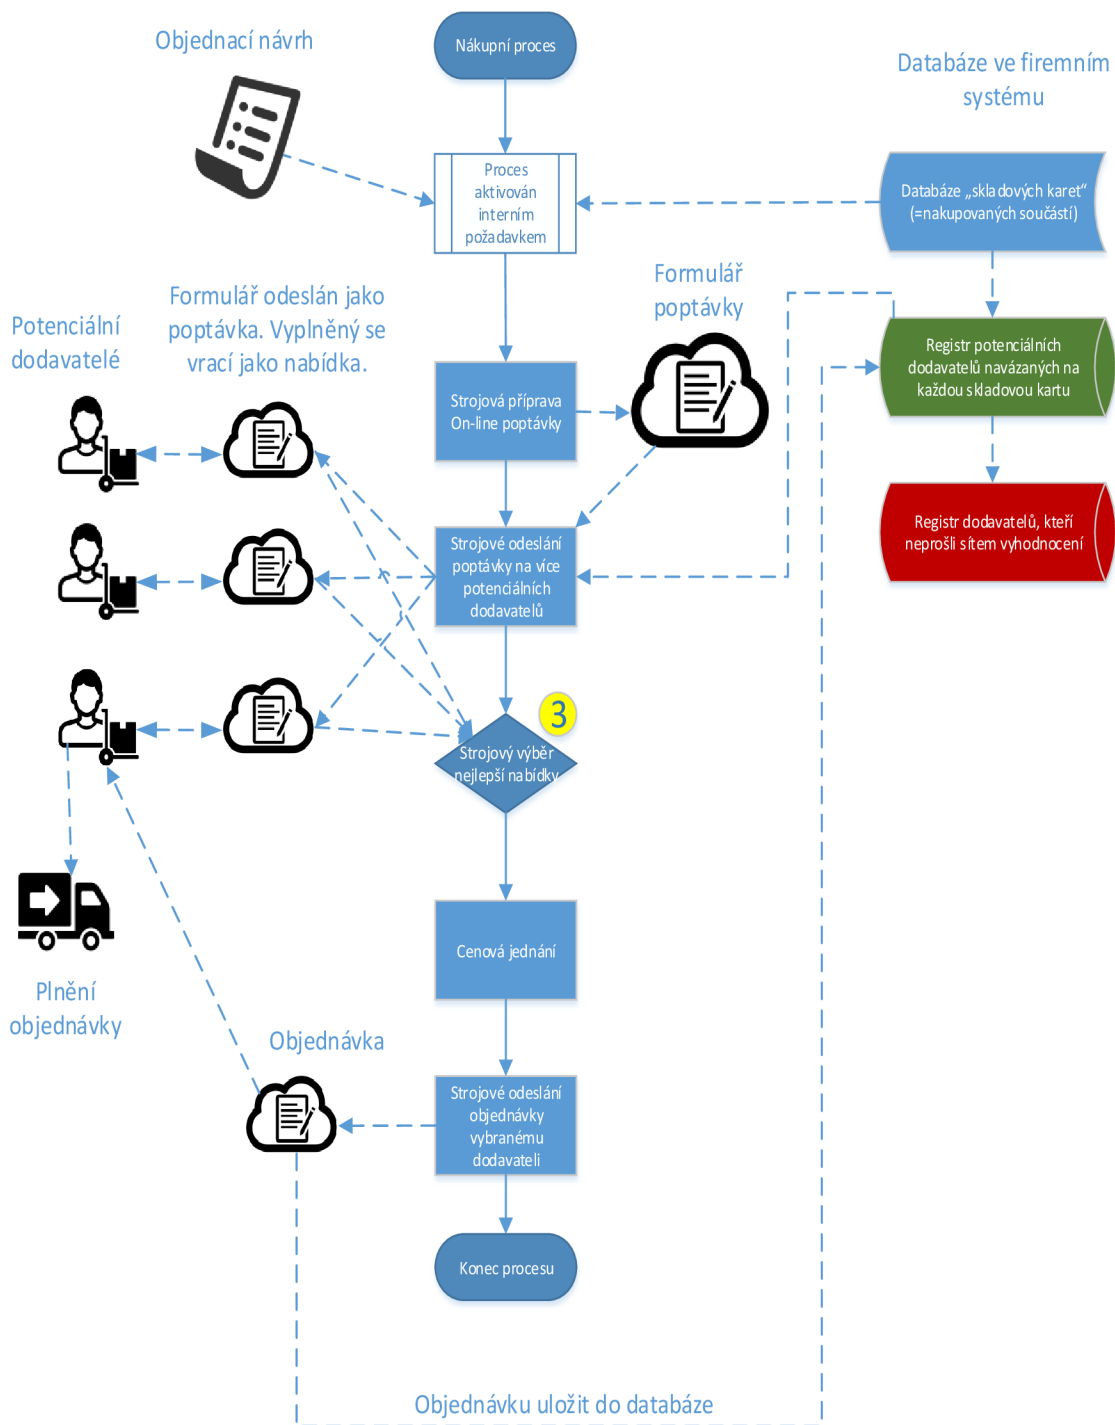 Objednací návrh
Nákupní proces
Databáze ve firemním
systému
Proces
aktivován
interním
požadavkem
Databáze „skladových karet“
(=nakupovaných součástí)
Formulář
poptávky
Formulář odeslán jako
poptávka. Vyplněný se
vrací jako nabídka.
Potenciální
dodavatelé
Registr potenciálních
dodavatelů navázaných na
každou skladovou kartu
Strojová příprava
On-line poptávky
Registr dodavatelů, kteří
neprošli sítem vyhodnocení
Strojové odeslání
poptávky na více
potenciálních
dodavatelů
3
Strojový výběr
nejlepší nabídky
Cenová jednání
Plnění
objednávky
Objednávka
Strojové odeslání
objednávky
vybranému
dodavateli
Konec procesu
Objednávku uložit do databáze